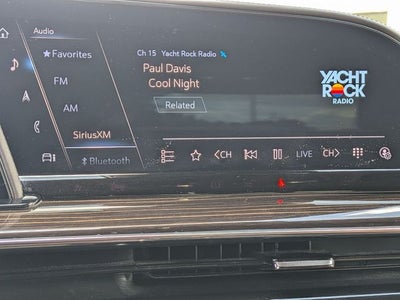 Audio
★Favorites
FM
AM
SiriusXM
Bluetooth
Ch 15 Yacht Rock Radio
Paul Davis
Cool Night
Related
YACHT
ROCK
RADIO
<CH
LIVE
CH>